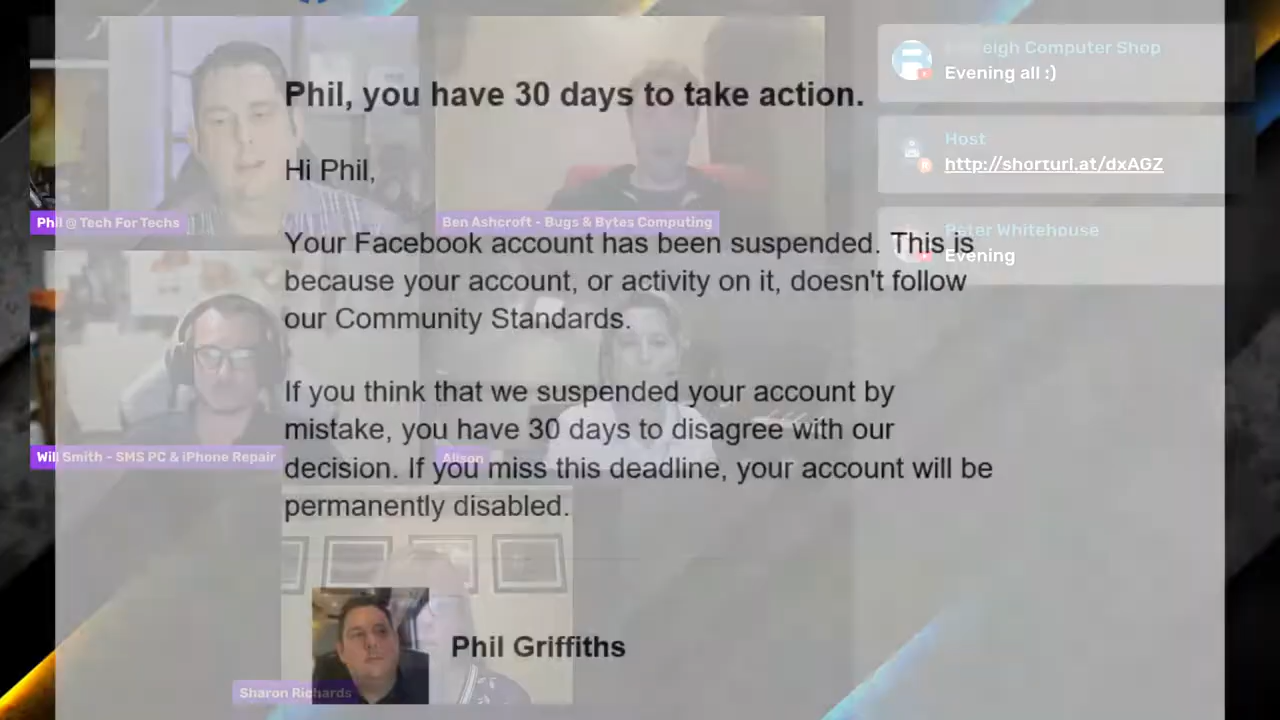 Phil, you have 30 days to take action.
Hi Phil,
Your Facebook account has been suspended. This is
because your account, or activity on it, doesn't follow
our Community Standards.
If you think that we suspended your account by
mistake, you have 30 days to disagree with our
decision. If you miss this deadline, your account will be
permanently disabled.
Phil Griffiths
Phil @ Tech For Techs
Ben Ashcroft - Bugs & Bytes Computing
Will Smith - SMS PC & iPhone Repair
Alison
Sharon Richards
eigh Computer Shop
Evening all :)
Host
http://shorturl.at/dxAGZ
Peter Whitehouse
Evening